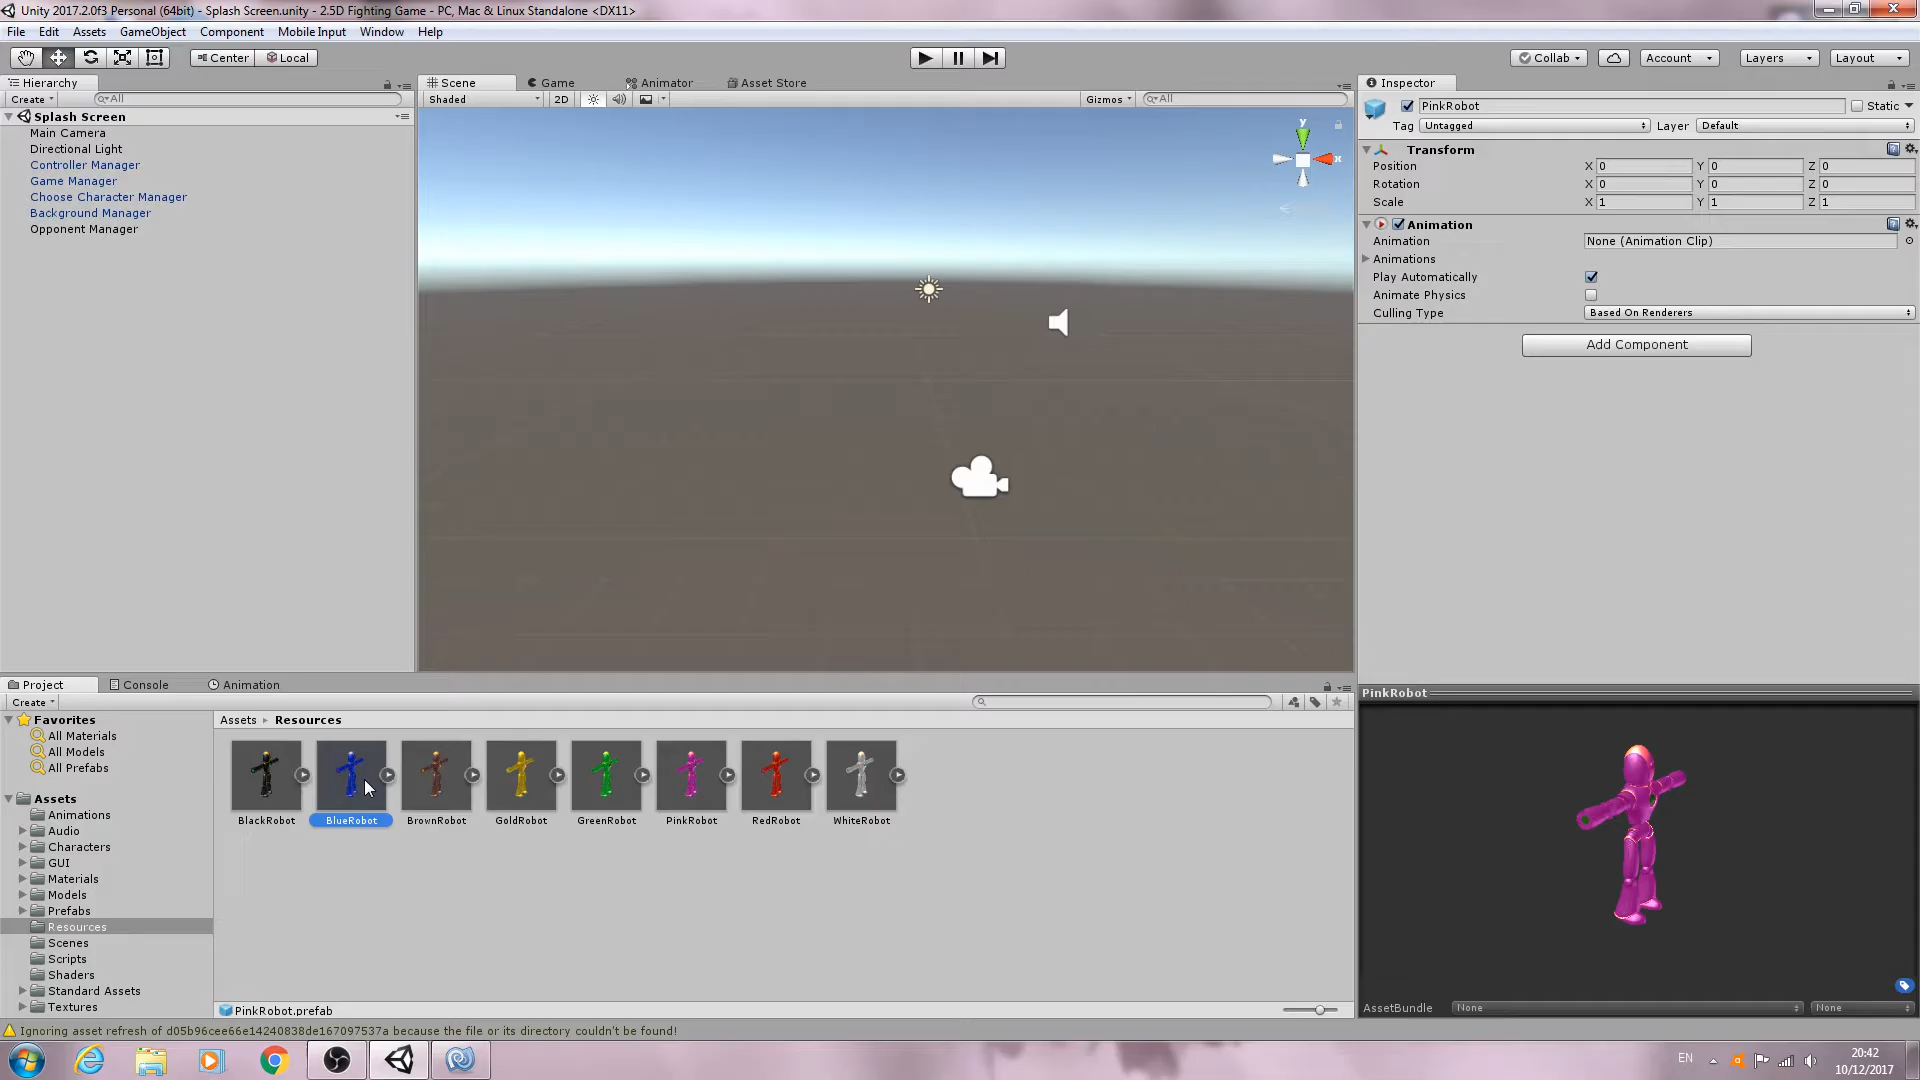 Unity 2017.2.0f3 Personal (64bit) - Splash Screen.unity - 2.5D Fighting Game - PC, Mac & Linux Standalone <DX11>
File Edit Assets GameObject Component Mobile Input Window Help
Center Local Collab Account Layers Layout
Hierarchy Scene Game Animator Asset Store Inspector
Create All Shaded 2D Gizmos All PinkRobot Static
Tag Untagged Layer Default
Splash Screen
Main Camera
Directional Light
Controller Manager
Game Manager
Choose Character Manager
Background Manager
Opponent Manager
y
x
Transform
Position X 0 Y 0 Z 0
Rotation X 0 Y 0 Z 0
Scale X 1 Y 1 Z 1
Animation
Animation None (Animation Clip)
Animations
Play Automatically
Animate Physics
Culling Type Based On Renderers
Add Component
Project Console Animation
Create
Favorites
All Materials
All Models
All Prefabs
Assets
Animations
Audio
Characters
GUI
Materials
Models
Prefabs
Resources
Scenes
Scripts
Shaders
Standard Assets
Textures
Assets Resources
BlackRobot BlueRobot BrownRobot GoldRobot GreenRobot PinkRobot RedRobot WhiteRobot
PinkRobot.prefab
PinkRobot
AssetBundle None None
Ignoring asset refresh of d05b96cee66e14240838de167097537a because the file or its directory couldn't be found!
EN
20:42
10/12/2017